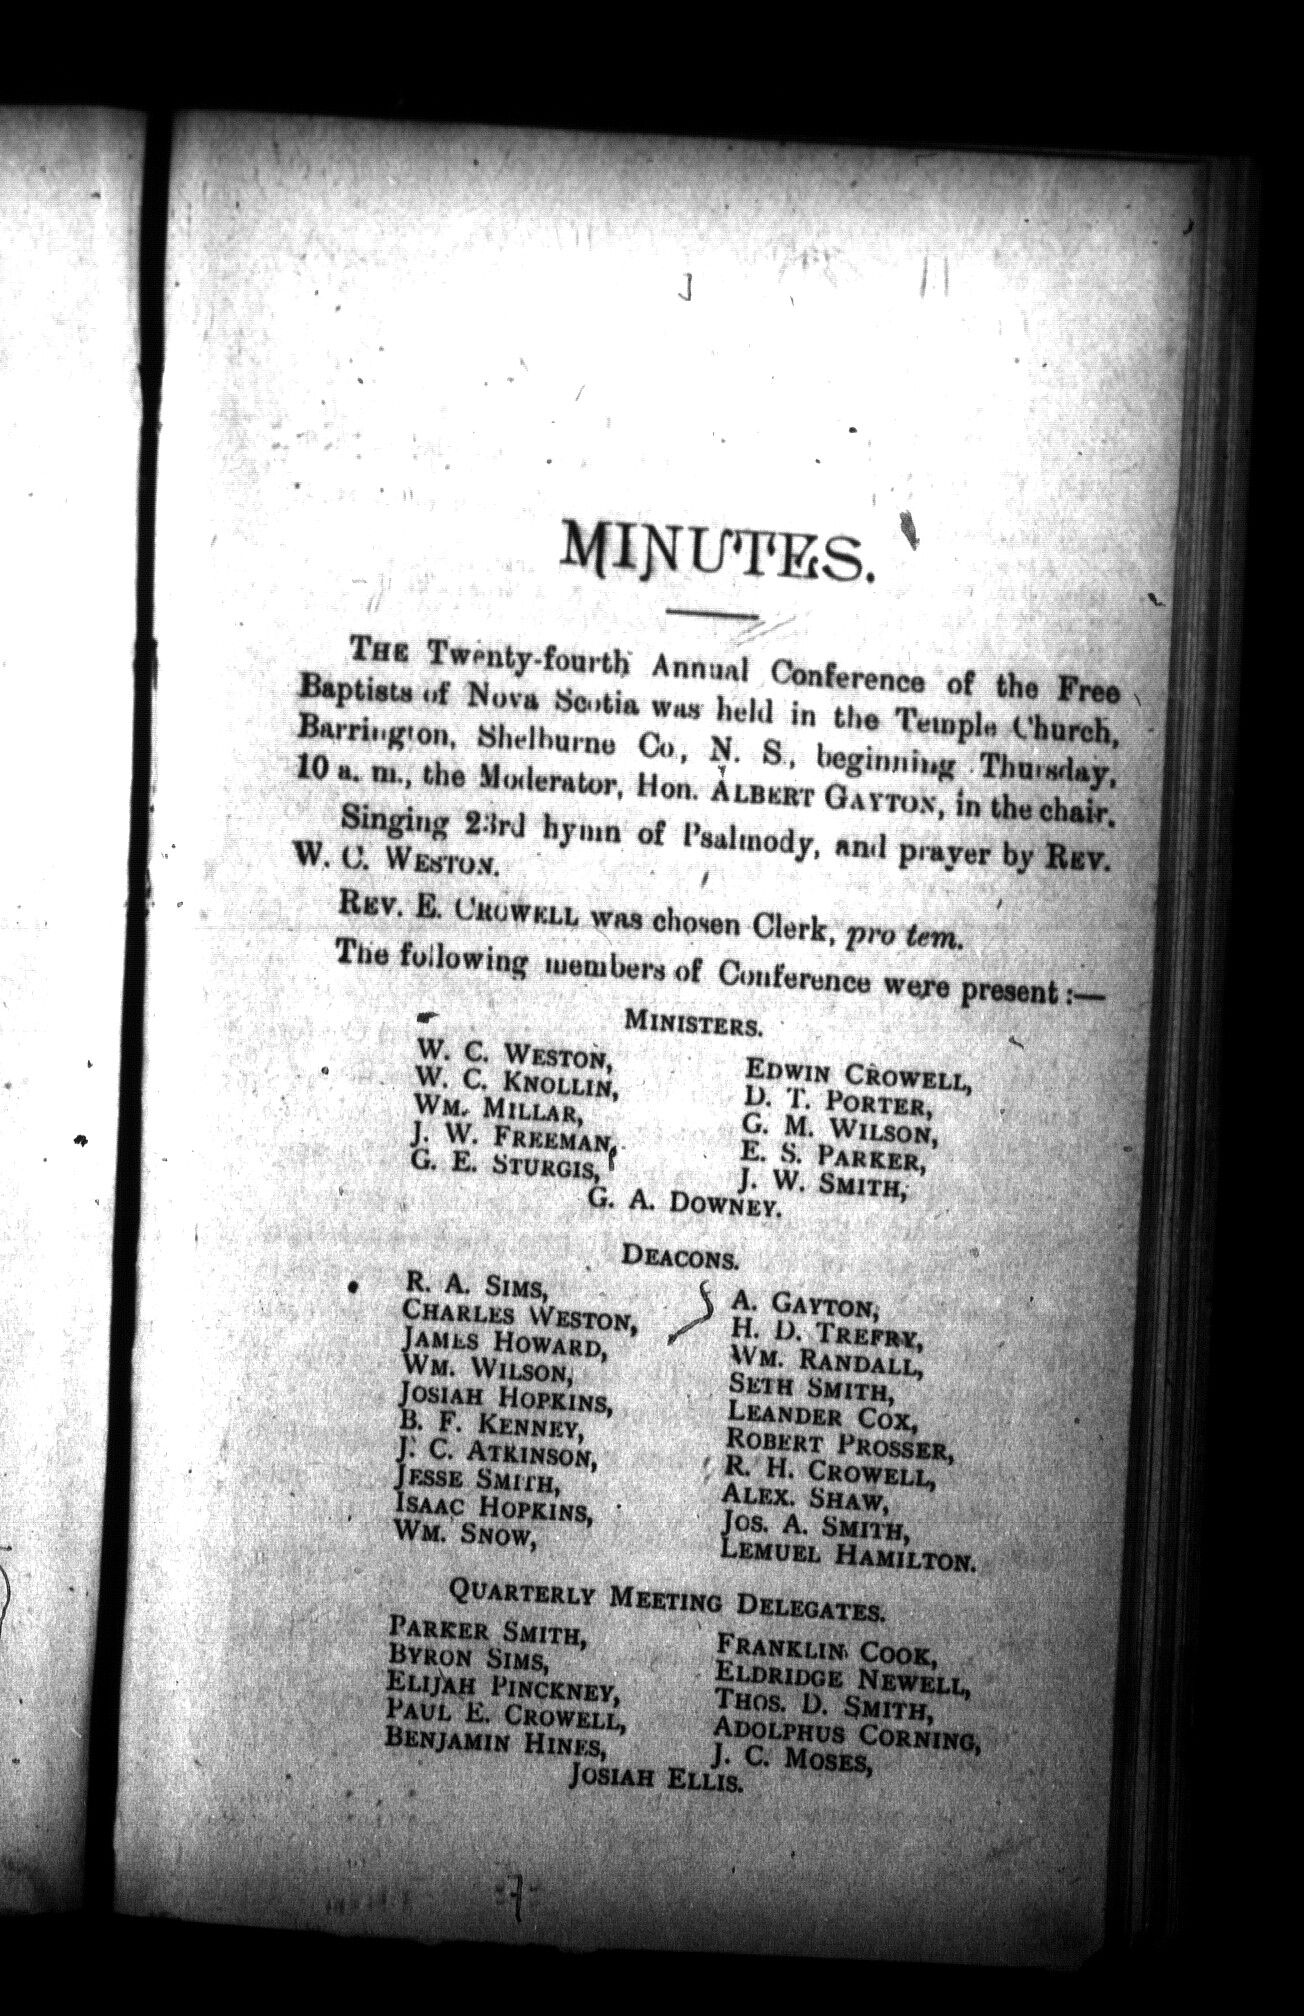 MINUTES.
THE Twenty-fourth Annual Conference of the Free
Baptists of Nova Scotia was held in the Temple Church,
Barrington, Shelburne Co., N. S., beginning Thursday,
10 a. m., the Moderator, Hon. ALBERT GAYTON, in the chair.
Singing 23rd hymn of Psalmody, and prayer by REV.
W. C. WESTON.
REV. E. CROWELL was chosen Clerk, pro tem.
The following members of Conference were present :—
MINISTERS.
W. C. WESTON, EDWIN CROWELL,
W. C. KNOLLIN, D. T. PORTER,
WM. MILLAR, G. M. WILSON,
J. W. FREEMAN, E. S. PARKER,
G. E. STURGIS, J. W. SMITH,
G. A. DOWNEY.
DEACONS.
R. A. SIMS, A. GAYTON,
CHARLES WESTON, H. D. TREFRY,
JAMES HOWARD, WM. RANDALL,
WM. WILSON, SETH SMITH,
JOSIAH HOPKINS, LEANDER COX,
B. F. KENNEY, ROBERT PROSSER,
J. C. ATKINSON, R. H. CROWELL,
JESSE SMITH, ALEX. SHAW,
ISAAC HOPKINS, JOS. A. SMITH,
WM. SNOW, LEMUEL HAMILTON.
QUARTERLY MEETING DELEGATES.
PARKER SMITH, FRANKLIN COOK,
BYRON SIMS, ELDRIDGE NEWELL,
ELIJAH PINCKNEY, THOS. D. SMITH,
PAUL E. CROWELL, ADOLPHUS CORNING,
BENJAMIN HINES, J. C. MOSES,
JOSIAH ELLIS.